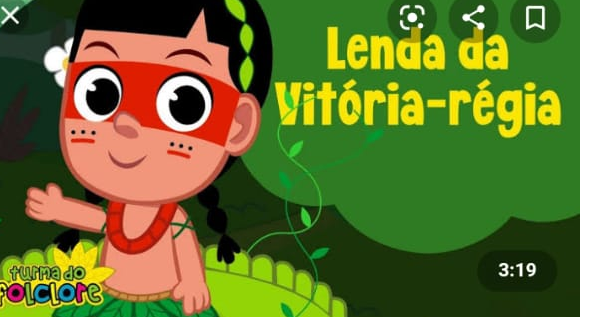 Lenda da
Vitória-régia
turma do
FOLCLORE
3:19